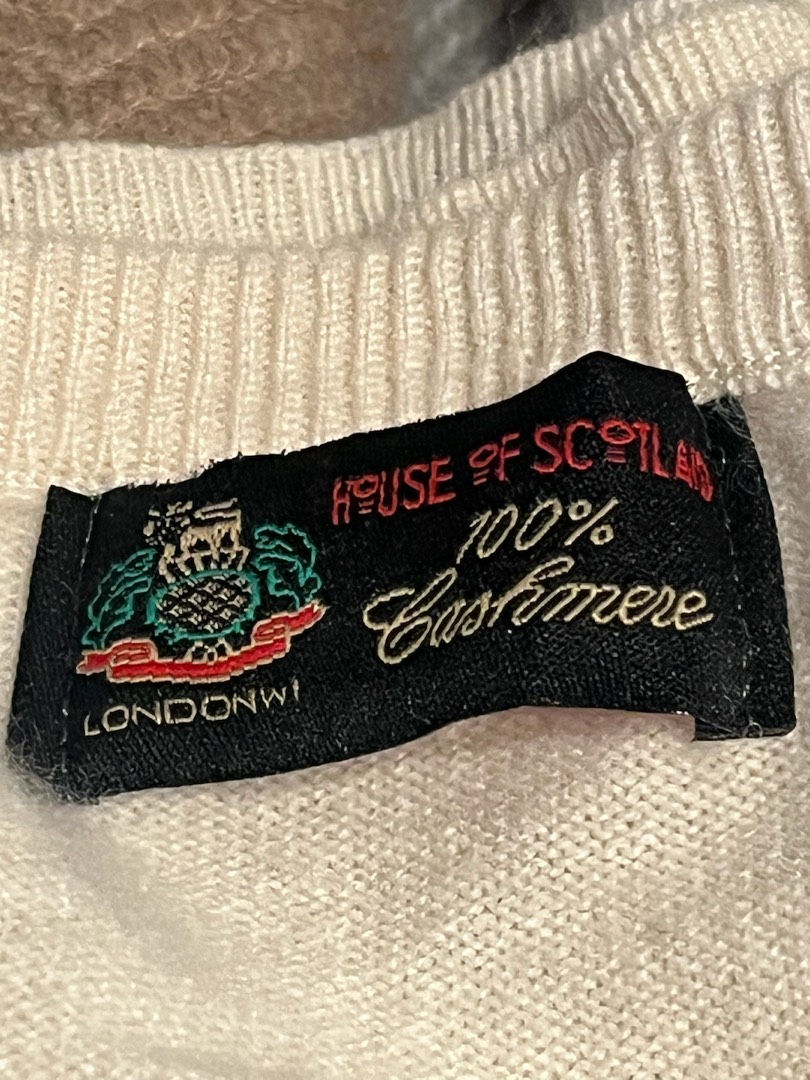 HOUSE OF SCOTLAND
100%
Cashmere
LONDON W1